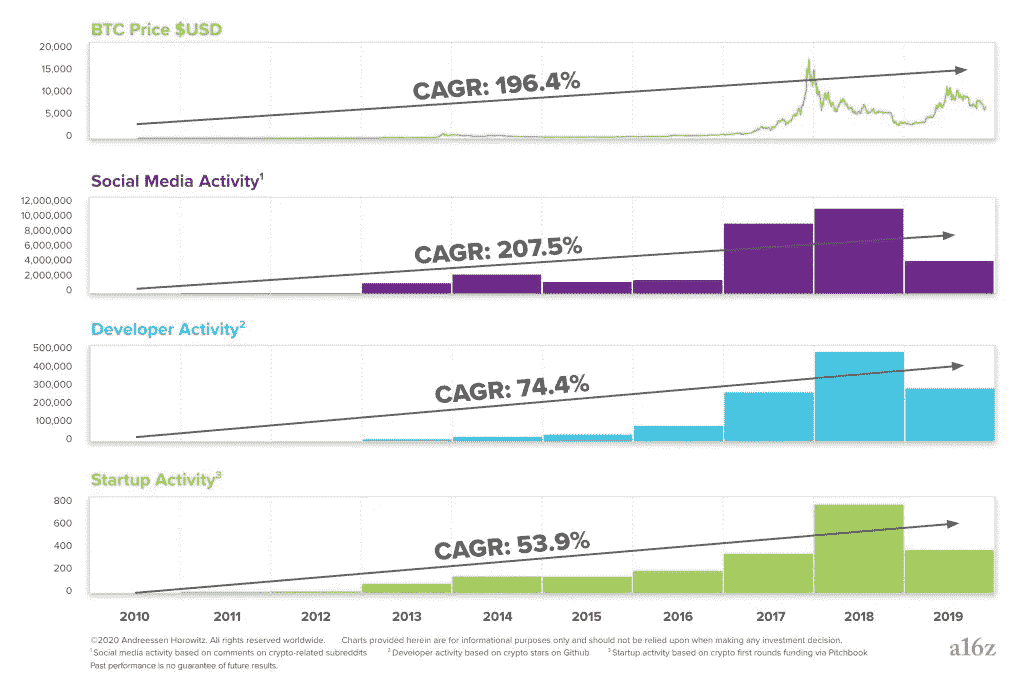 BTC Price $USD
20,000
15,000
10,000
5,000
0
CAGR: 196.4%
Social Media Activity¹
12,000,000
10,000,000
8,000,000
6,000,000
4,000,000
2,000,000
0
CAGR: 207.5%
Developer Activity²
500,000
400,000
300,000
200,000
100,000
0
CAGR: 74.4%
Startup Activity³
800
600
400
200
0
CAGR: 53.9%
2010 2011 2012 2013 2014 2015 2016 2017 2018 2019
©2020 Andreessen Horowitz. All rights reserved worldwide. Charts provided herein are for informational purposes only and should not be relied upon when making any investment decision.
¹Social media activity based on comments on crypto-related subreddits ²Developer activity based on crypto stars on Github ³Startup activity based on crypto first rounds funding via Pitchbook
Past performance is no guarantee of future results.
a16z